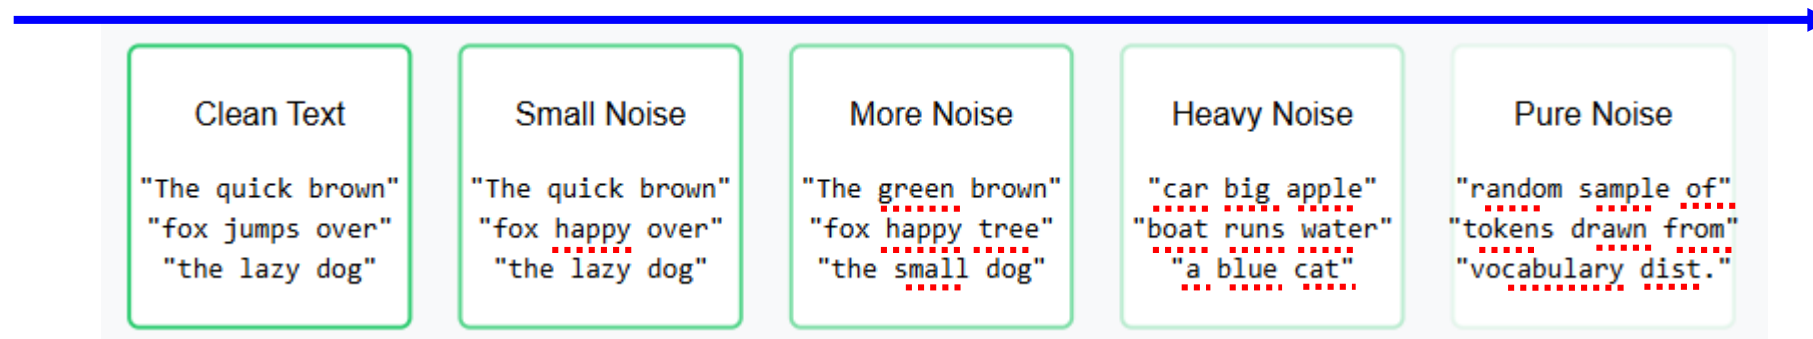 Clean Text
"The quick brown"
"fox jumps over"
"the lazy dog"
Small Noise
"The quick brown"
"fox happy over"
"the lazy dog"
More Noise
"The green brown"
"fox happy tree"
"the small dog"
Heavy Noise
"car big apple"
"boat runs water"
"a blue cat"
Pure Noise
"random sample of"
"tokens drawn from"
"vocabulary dist."